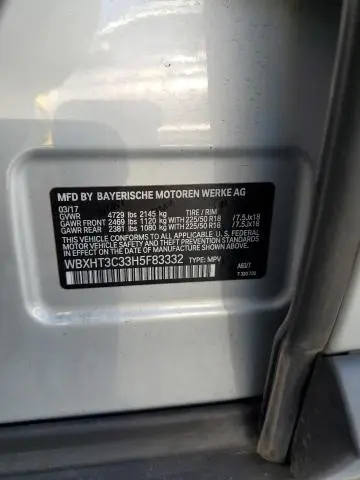 MFD BY BAYERISCHE MOTOREN WERKE AG
03/17 TIRE / RIM
GVWR 4729 lbs 2145 kg
GAWR FRONT 2469 lbs 1120 kg WITH 225/50 R18 /7.5Jx18
GAWR REAR 2381 lbs 1080 kg WITH 225/50 R18 /7.5Jx18
THIS VEHICLE CONFORMS TO ALL APPLICABLE U.S. FEDERAL
MOTOR VEHICLE SAFETY, BUMPER, AND THEFT PREVENTION
STANDARDS IN EFFECT ON THE DATE OF MANUFACTURE SHOWN ABOVE.
WBXHT3C33H5F83332 TYPE: MPV